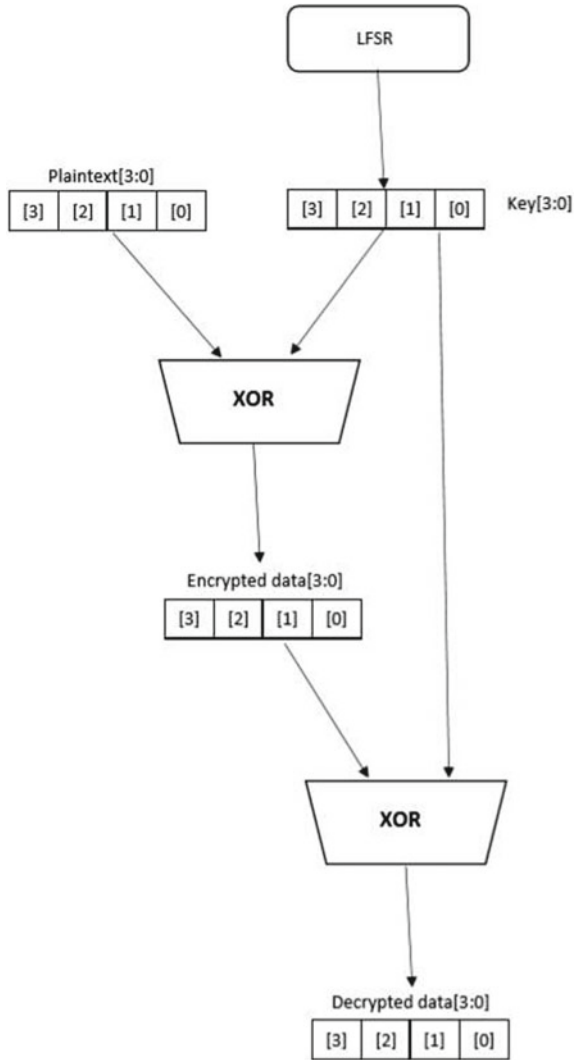 LFSR
Plaintext[3:0]
[3] [2] [1] [0]
[3] [2] [1] [0]
Key[3:0]
XOR
Encrypted data[3:0]
[3] [2] [1] [0]
XOR
Decrypted data[3:0]
[3] [2] [1] [0]